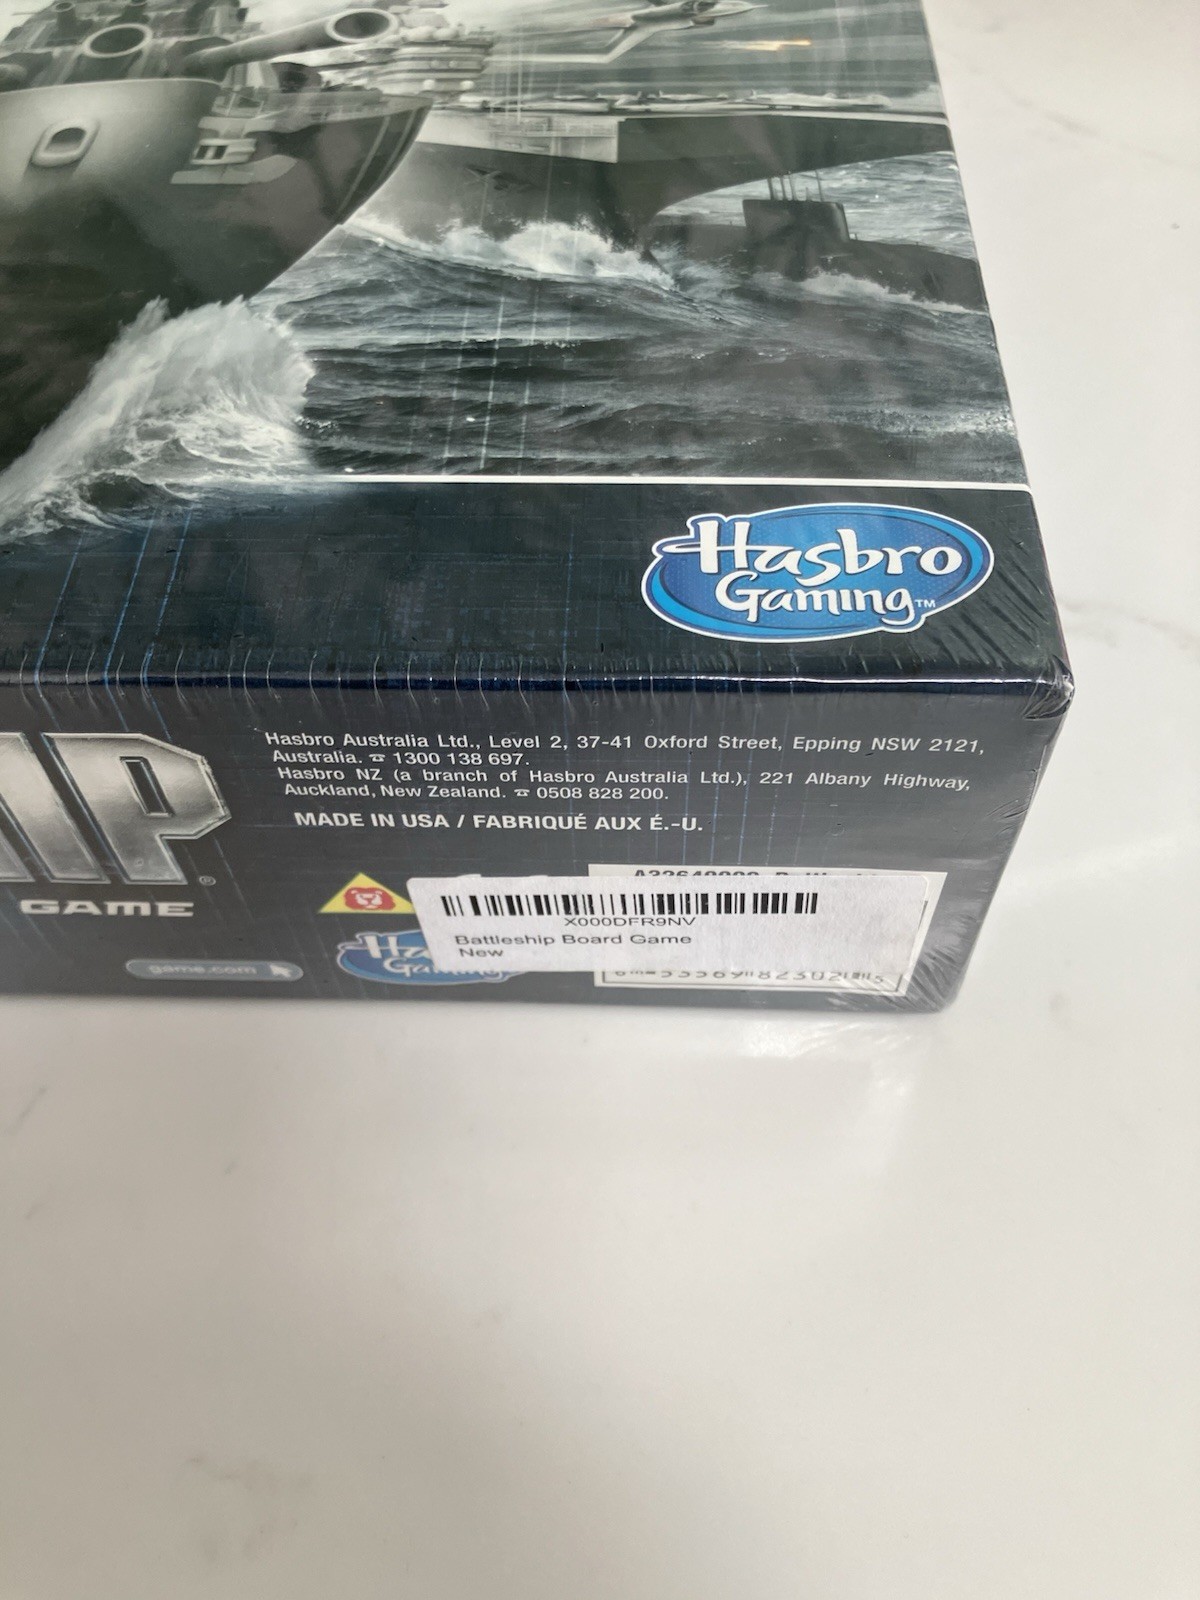 Hasbro
Gaming™
Hasbro Australia Ltd., Level 2, 37-41 Oxford Street, Epping NSW 2121,
Australia. ☎ 1300 138 697.
Hasbro NZ (a branch of Hasbro Australia Ltd.), 221 Albany Highway,
Auckland, New Zealand. ☎ 0508 828 200.
MADE IN USA / FABRIQUÉ AUX É.-U.
IP®
GAME
game.com
X000DFR9NV
Battleship Board Game
New